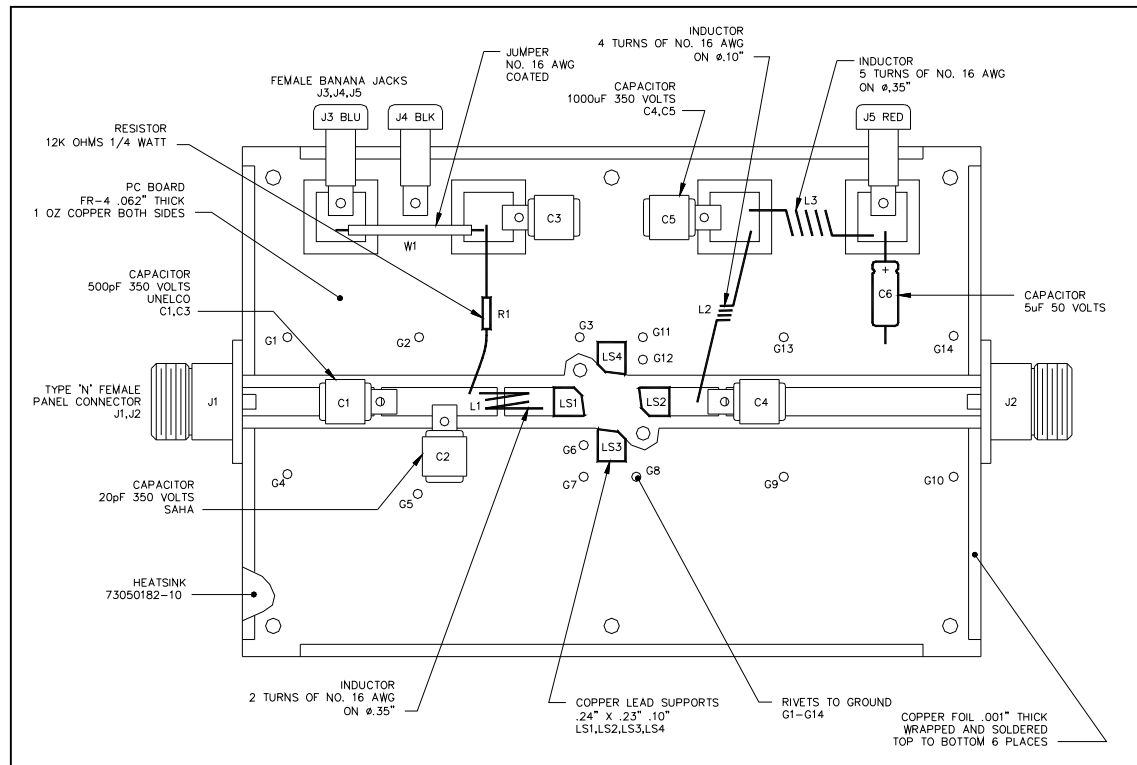 INDUCTOR
4 TURNS OF NO. 16 AWG
ON ø.10"
JUMPER
NO. 16 AWG
COATED
INDUCTOR
5 TURNS OF NO. 16 AWG
ON ø.35"
FEMALE BANANA JACKS
J3,J4,J5
CAPACITOR
1000uF 350 VOLTS
C4,C5
J3 BLU
J4 BLK
J5 RED
RESISTOR
12K OHMS 1/4 WATT
PC BOARD
FR-4 .062" THICK
1 OZ COPPER BOTH SIDES
L3
C3
C5
W1
CAPACITOR
500pF 350 VOLTS
UNELCO
C1,C3
+
C6
CAPACITOR
5uF 50 VOLTS
R1
L2
G1
G2
G3
G11
G13
G14
LS4
G12
TYPE 'N' FEMALE
PANEL CONNECTOR
J1,J2
J1
C1
L1
LS1
LS2
C4
J2
C2
G6
LS3
G4
G5
G7
G8
G9
G10
CAPACITOR
20pF 350 VOLTS
SAHA
HEATSINK
73050182-10
INDUCTOR
2 TURNS OF NO. 16 AWG
ON ø.35"
COPPER LEAD SUPPORTS
.24" X .23" .10"
LS1,LS2,LS3,LS4
RIVETS TO GROUND
G1-G14
COPPER FOIL .001" THICK
WRAPPED AND SOLDERED
TOP TO BOTTOM 6 PLACES